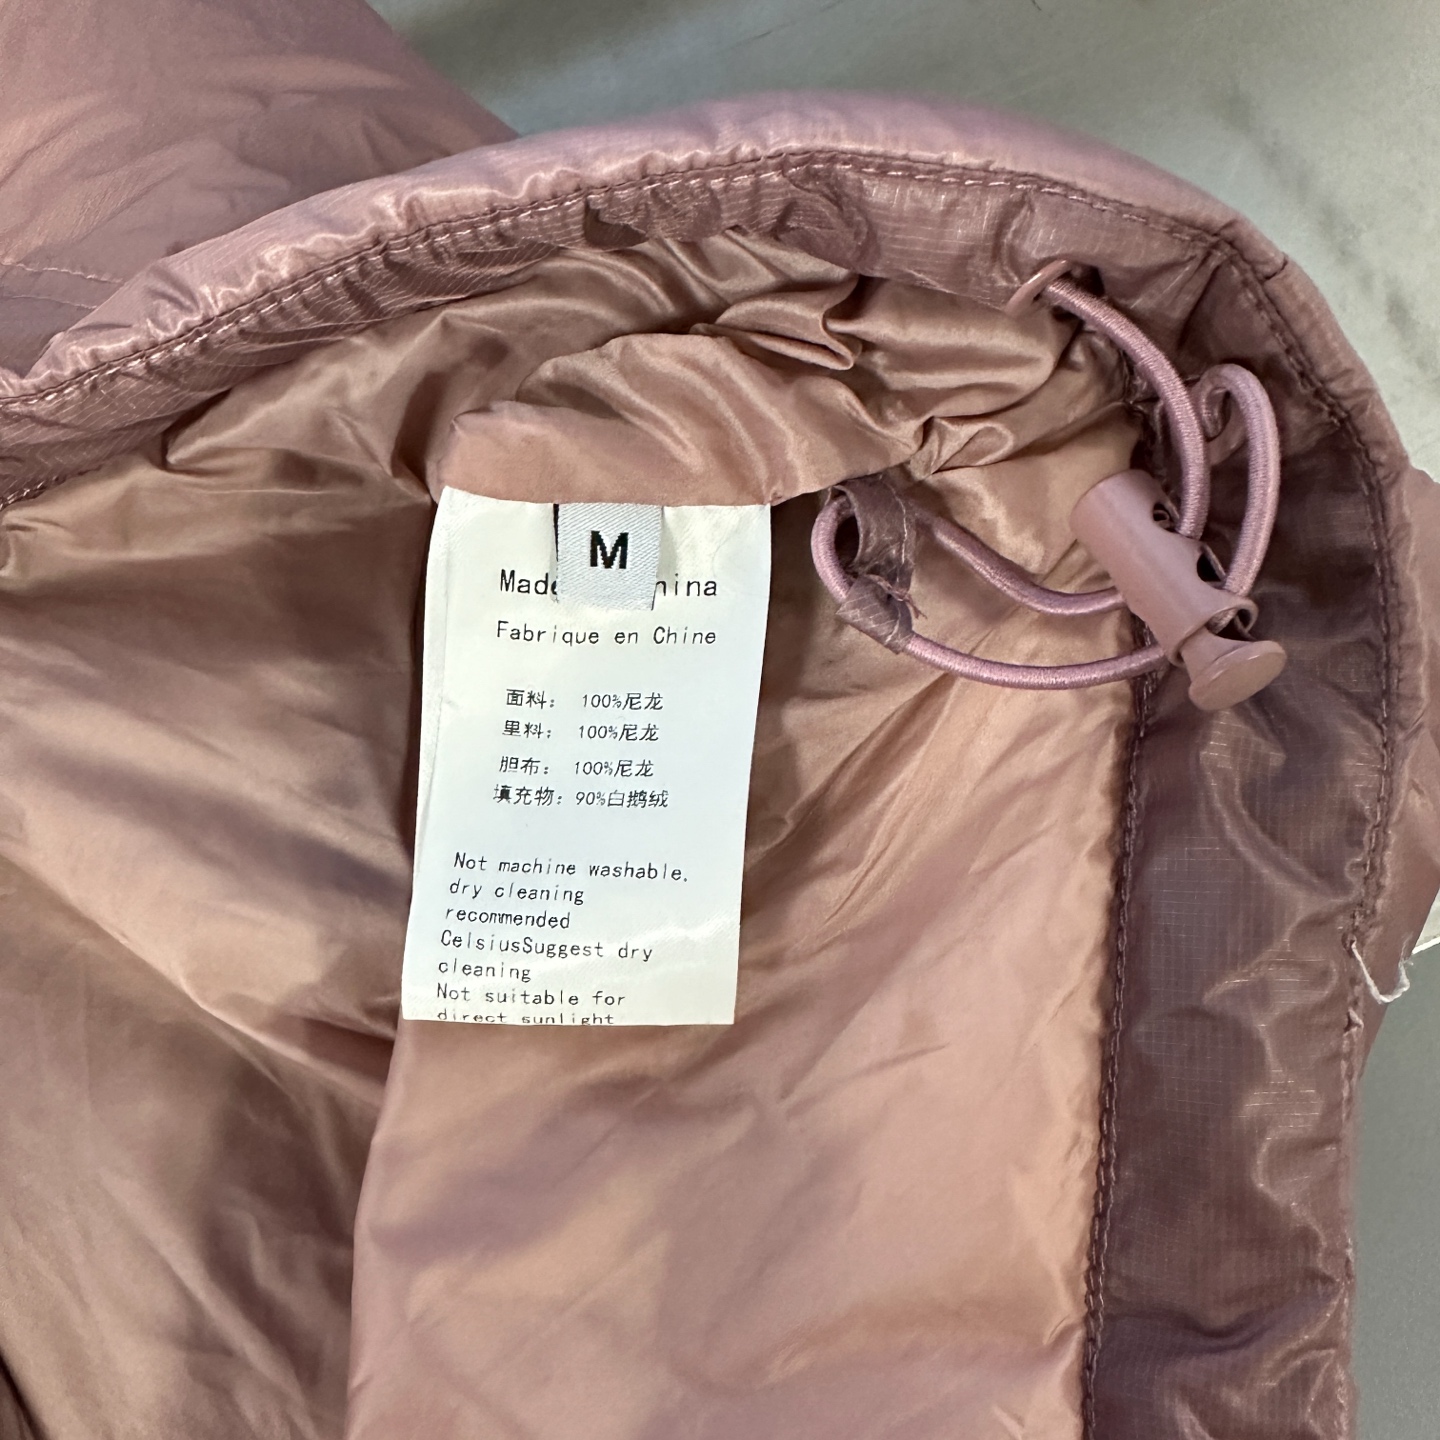 M
Made hina
Fabrique en Chine
面料： 100%尼龙
里料： 100%尼龙
胆布： 100%尼龙
填充物：90%白鹅绒
Not machine washable.
dry cleaning
recommended
CelsiusSuggest dry
cleaning
Not suitable for
direct sunlight